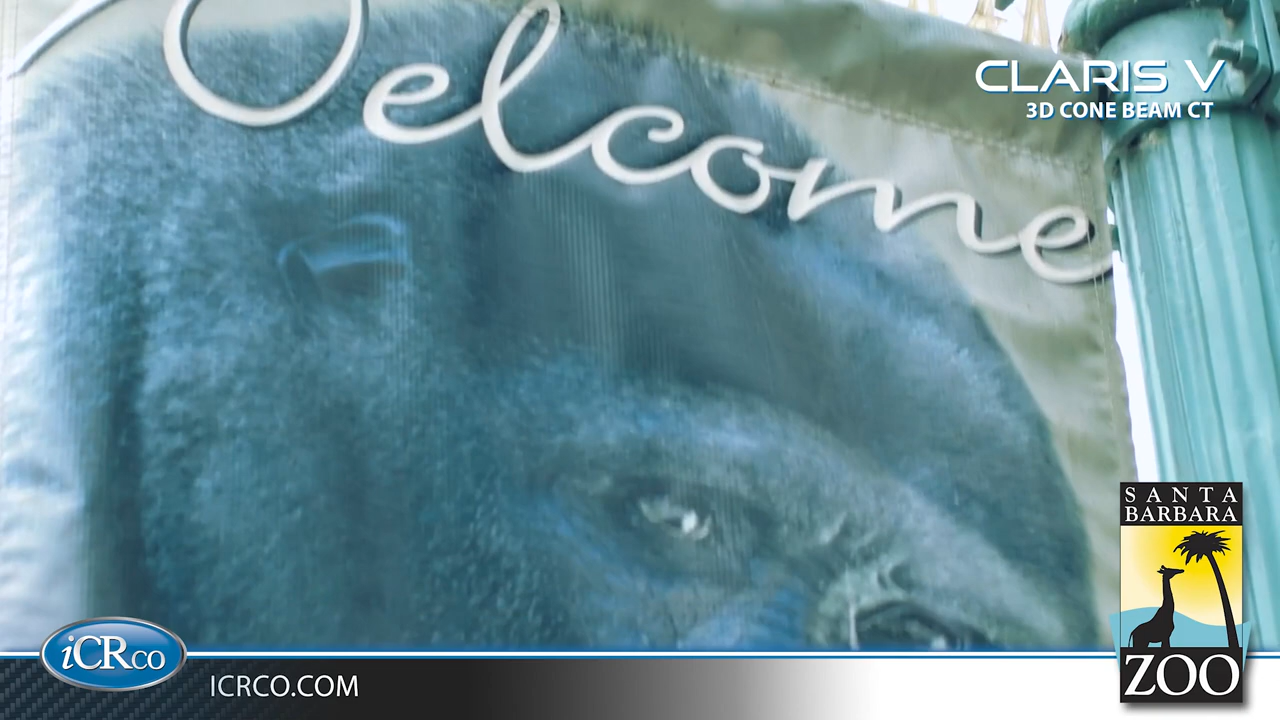 Welcome
CLARIS V
3D CONE BEAM CT
SANTA
BARBARA
ZOO
iCRco
ICRCO.COM